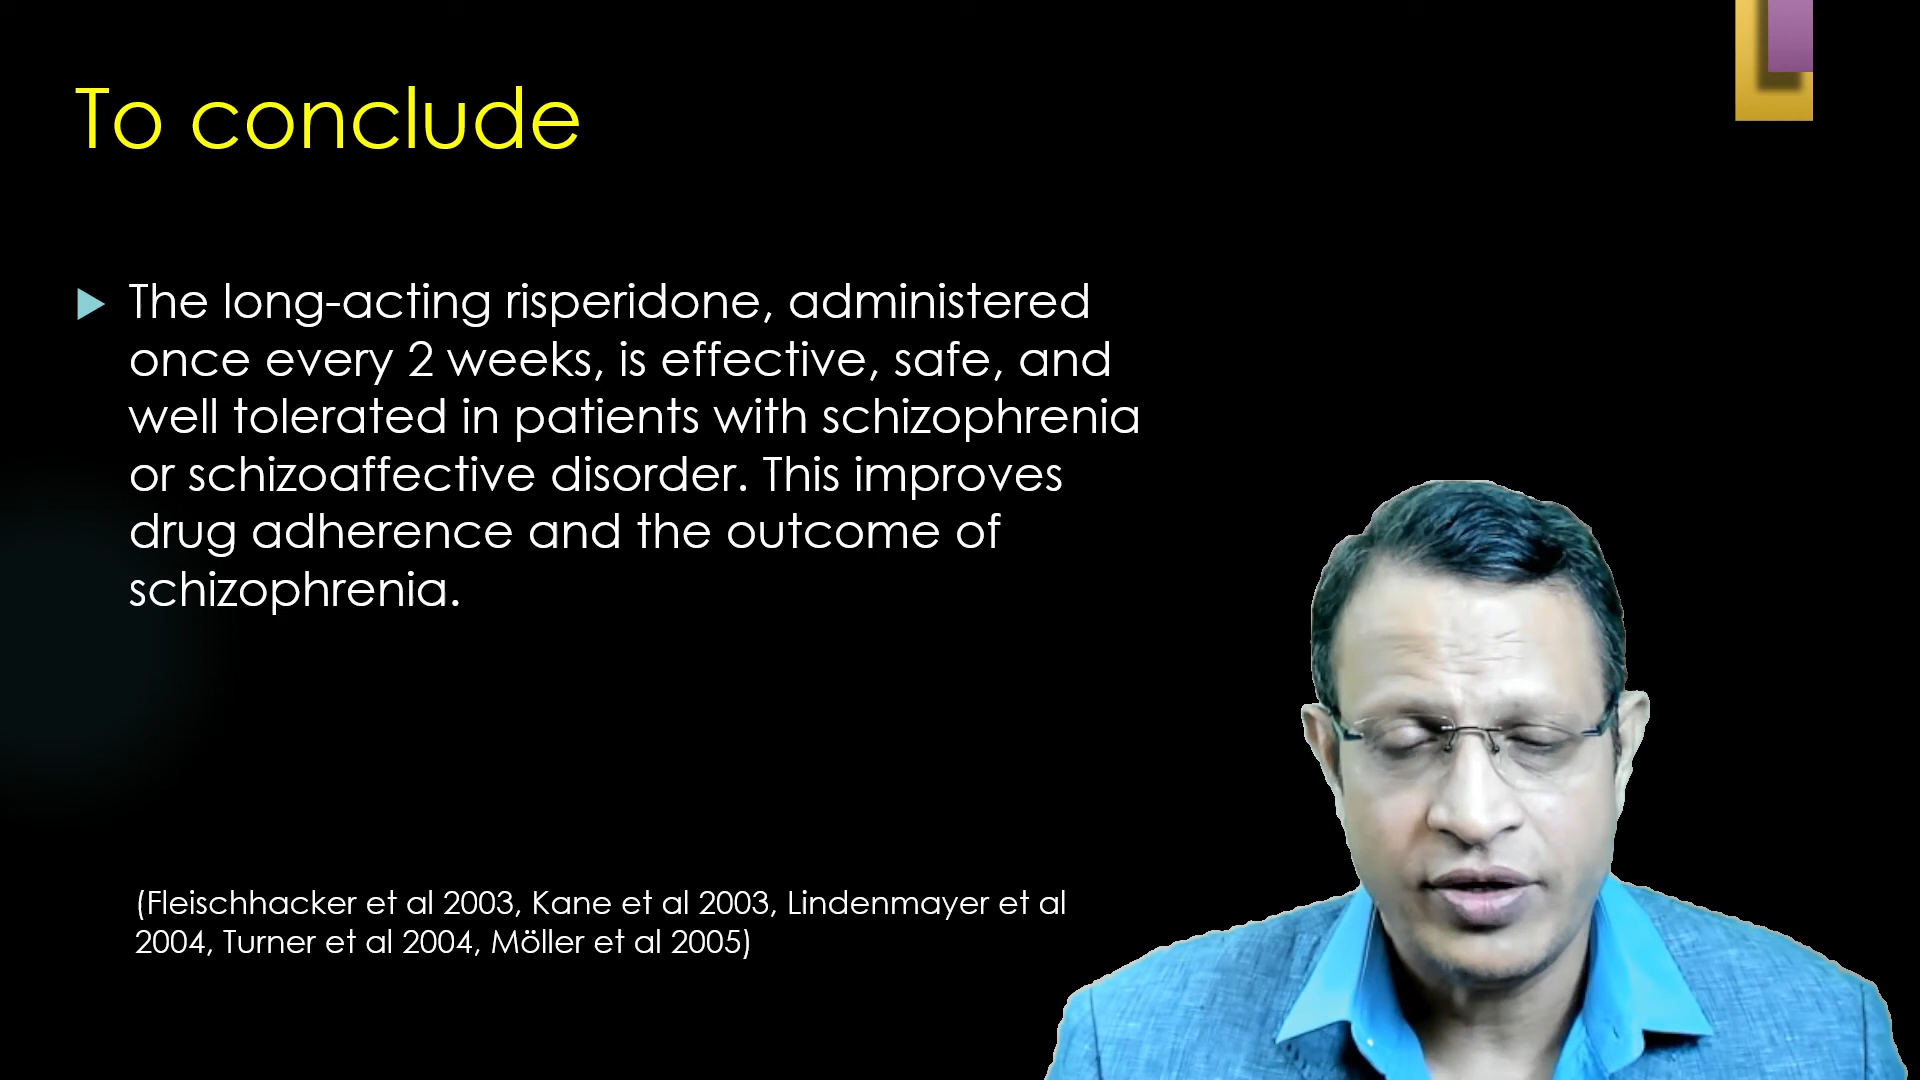 To conclude
The long-acting risperidone, administered
once every 2 weeks, is effective, safe, and
well tolerated in patients with schizophrenia
or schizoaffective disorder. This improves
drug adherence and the outcome of
schizophrenia.
(Fleischhacker et al 2003, Kane et al 2003, Lindenmayer et al
2004, Turner et al 2004, Möller et al 2005)